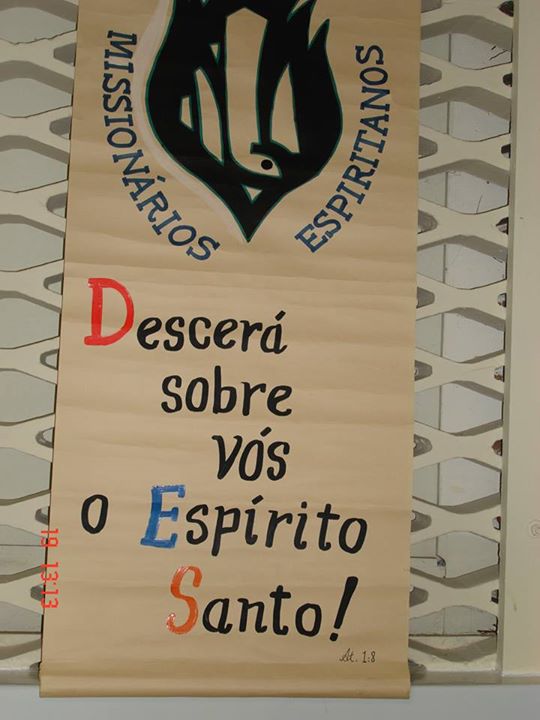 MISSIONÁRIOS
ESPIRITANOS
Descerá
sobre
vós
o Espírito
Santo!
At. 1:8
19 13:13